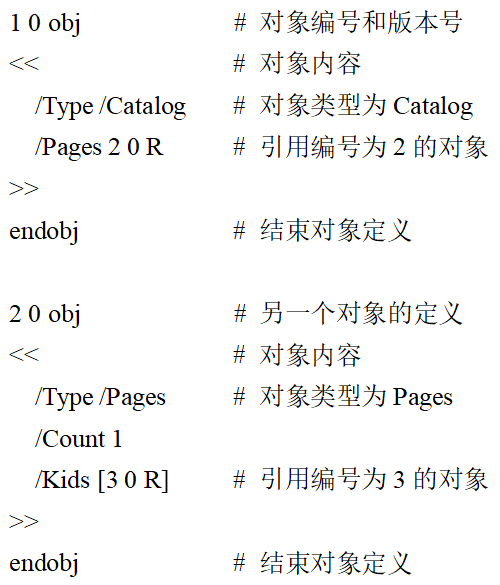 1 0 obj # 对象编号和版本号
<< # 对象内容
/Type /Catalog # 对象类型为 Catalog
/Pages 2 0 R # 引用编号为 2 的对象
>>
endobj # 结束对象定义
2 0 obj # 另一个对象的定义
<< # 对象内容
/Type /Pages # 对象类型为 Pages
/Count 1
/Kids [3 0 R] # 引用编号为 3 的对象
>>
endobj # 结束对象定义